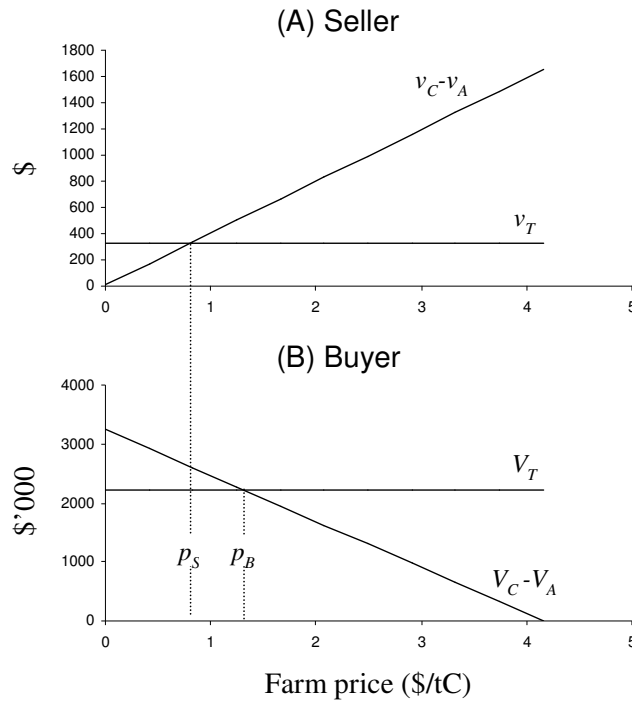 (A) Seller
1800
1600
1400
1200
1000
800
600
400
200
0
$
v_C-v_A
v_T
0 1 2 3 4 5
(B) Buyer
4000
3000
2000
1000
0
$'000
V_T
p_S p_B
V_C-V_A
0 1 2 3 4 5
Farm price ($/tC)